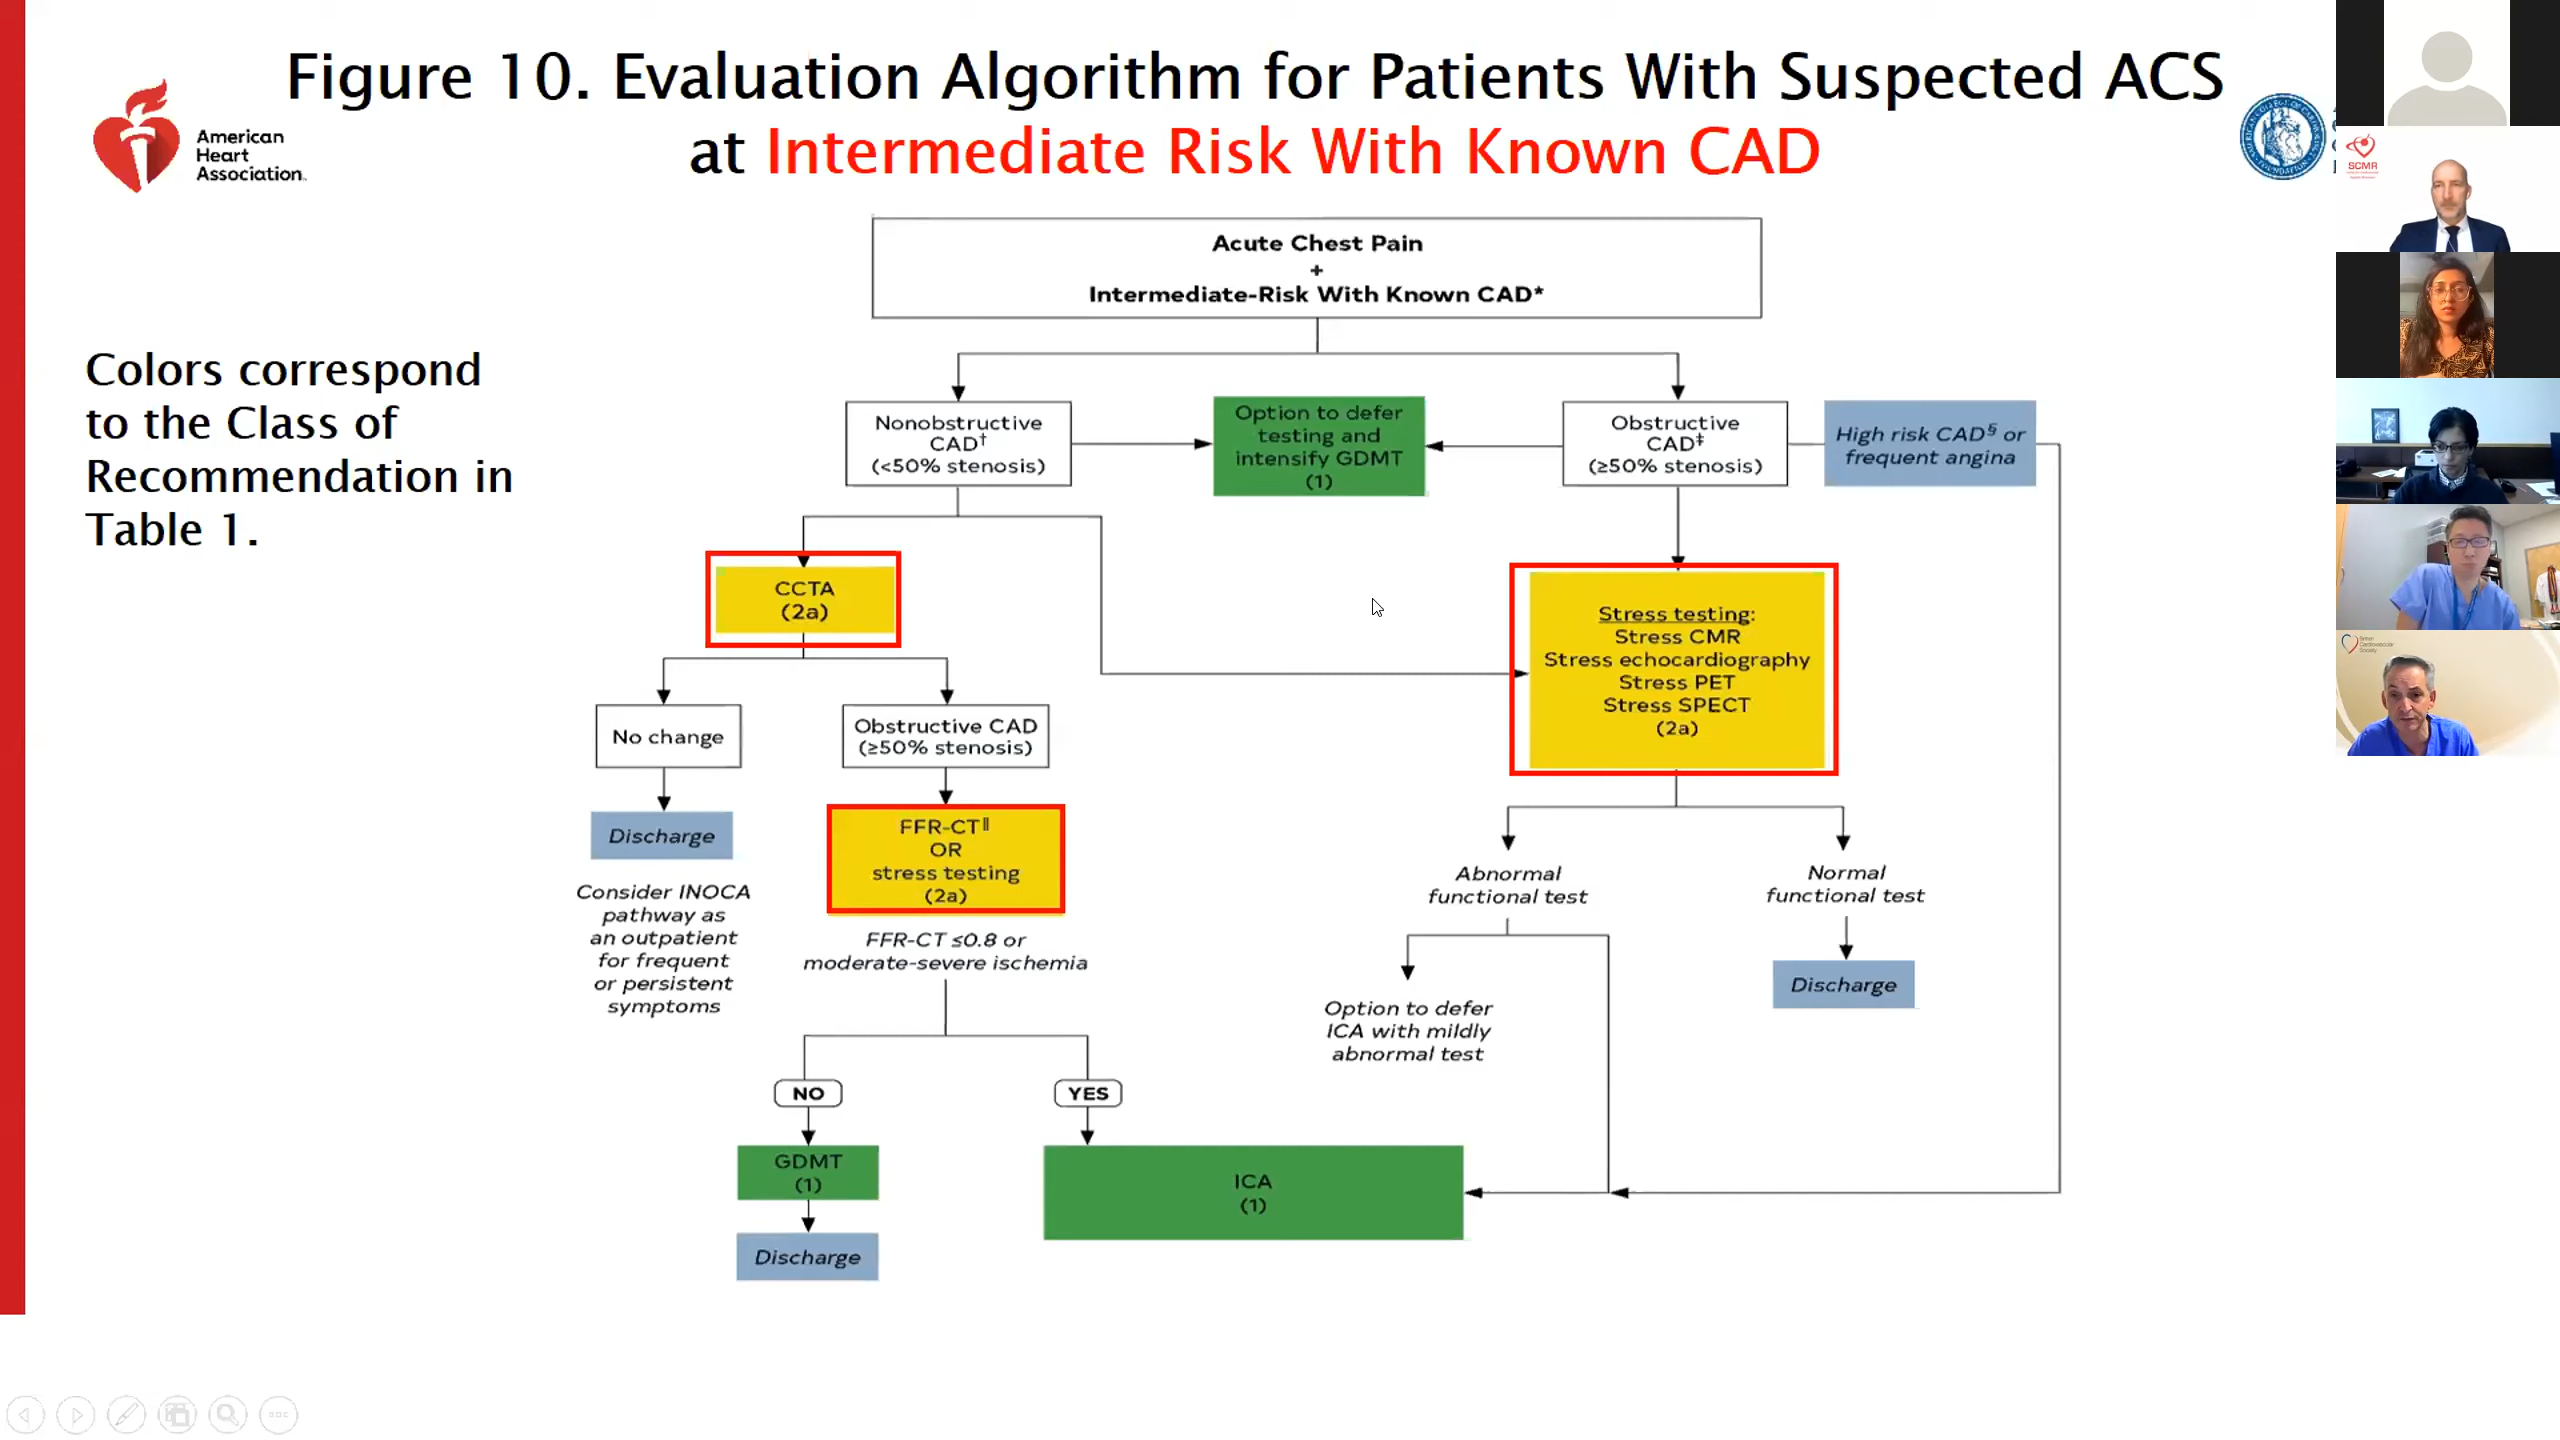 Figure 10. Evaluation Algorithm for Patients With Suspected ACS
at Intermediate Risk With Known CAD
American
Heart
Association.
SCMR
Colors correspond
to the Class of
Recommendation in
Table 1.
Acute Chest Pain
+
Intermediate-Risk With Known CAD*
Nonobstructive
CAD†
(<50% stenosis)
Option to defer
testing and
intensify GDMT
(1)
Obstructive
CAD‡
(≥50% stenosis)
High risk CAD§ or
frequent angina
CCTA
(2a)
Stress testing:
Stress CMR
Stress echocardiography
Stress PET
Stress SPECT
(2a)
No change
Obstructive CAD
(≥50% stenosis)
Discharge
Consider INOCA
pathway as
an outpatient
for frequent
or persistent
symptoms
FFR-CT‖
OR
stress testing
(2a)
FFR-CT ≤0.8 or
moderate-severe ischemia
Abnormal
functional test
Normal
functional test
Option to defer
ICA with mildly
abnormal test
Discharge
NO
YES
GDMT
(1)
ICA
(1)
Discharge
British
Cardiovascular
Society